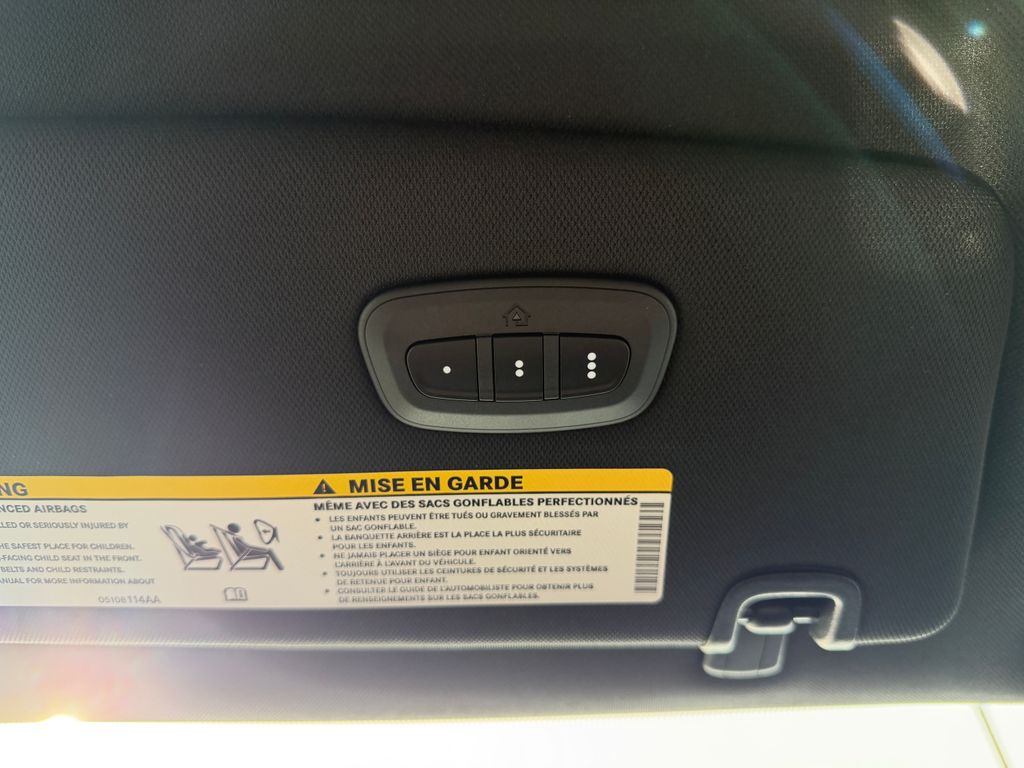 NG
NCED AIRBAGS
LLED OR SERIOUSLY INJURED BY
HE SAFEST PLACE FOR CHILDREN.
-FACING CHILD SEAT IN THE FRONT.
BELTS AND CHILD RESTRAINTS.
ANUAL FOR MORE INFORMATION ABOUT
05108114AA
MISE EN GARDE
MÊME AVEC DES SACS GONFLABLES PERFECTIONNÉS
• LES ENFANTS PEUVENT ÊTRE TUÉS OU GRAVEMENT BLESSÉS PAR
UN SAC GONFLABLE.
• LA BANQUETTE ARRIÈRE EST LA PLACE LA PLUS SÉCURITAIRE
POUR LES ENFANTS.
• NE JAMAIS PLACER UN SIÈGE POUR ENFANT ORIENTÉ VERS
L'ARRIÈRE À L'AVANT DU VÉHICULE.
• TOUJOURS UTILISER LES CEINTURES DE SÉCURITÉ ET LES SYSTÈMES
DE RETENUE POUR ENFANT.
• CONSULTER LE GUIDE DE L'AUTOMOBILISTE POUR OBTENIR PLUS
DE RENSEIGNEMENTS SUR LES SACS GONFLABLES.